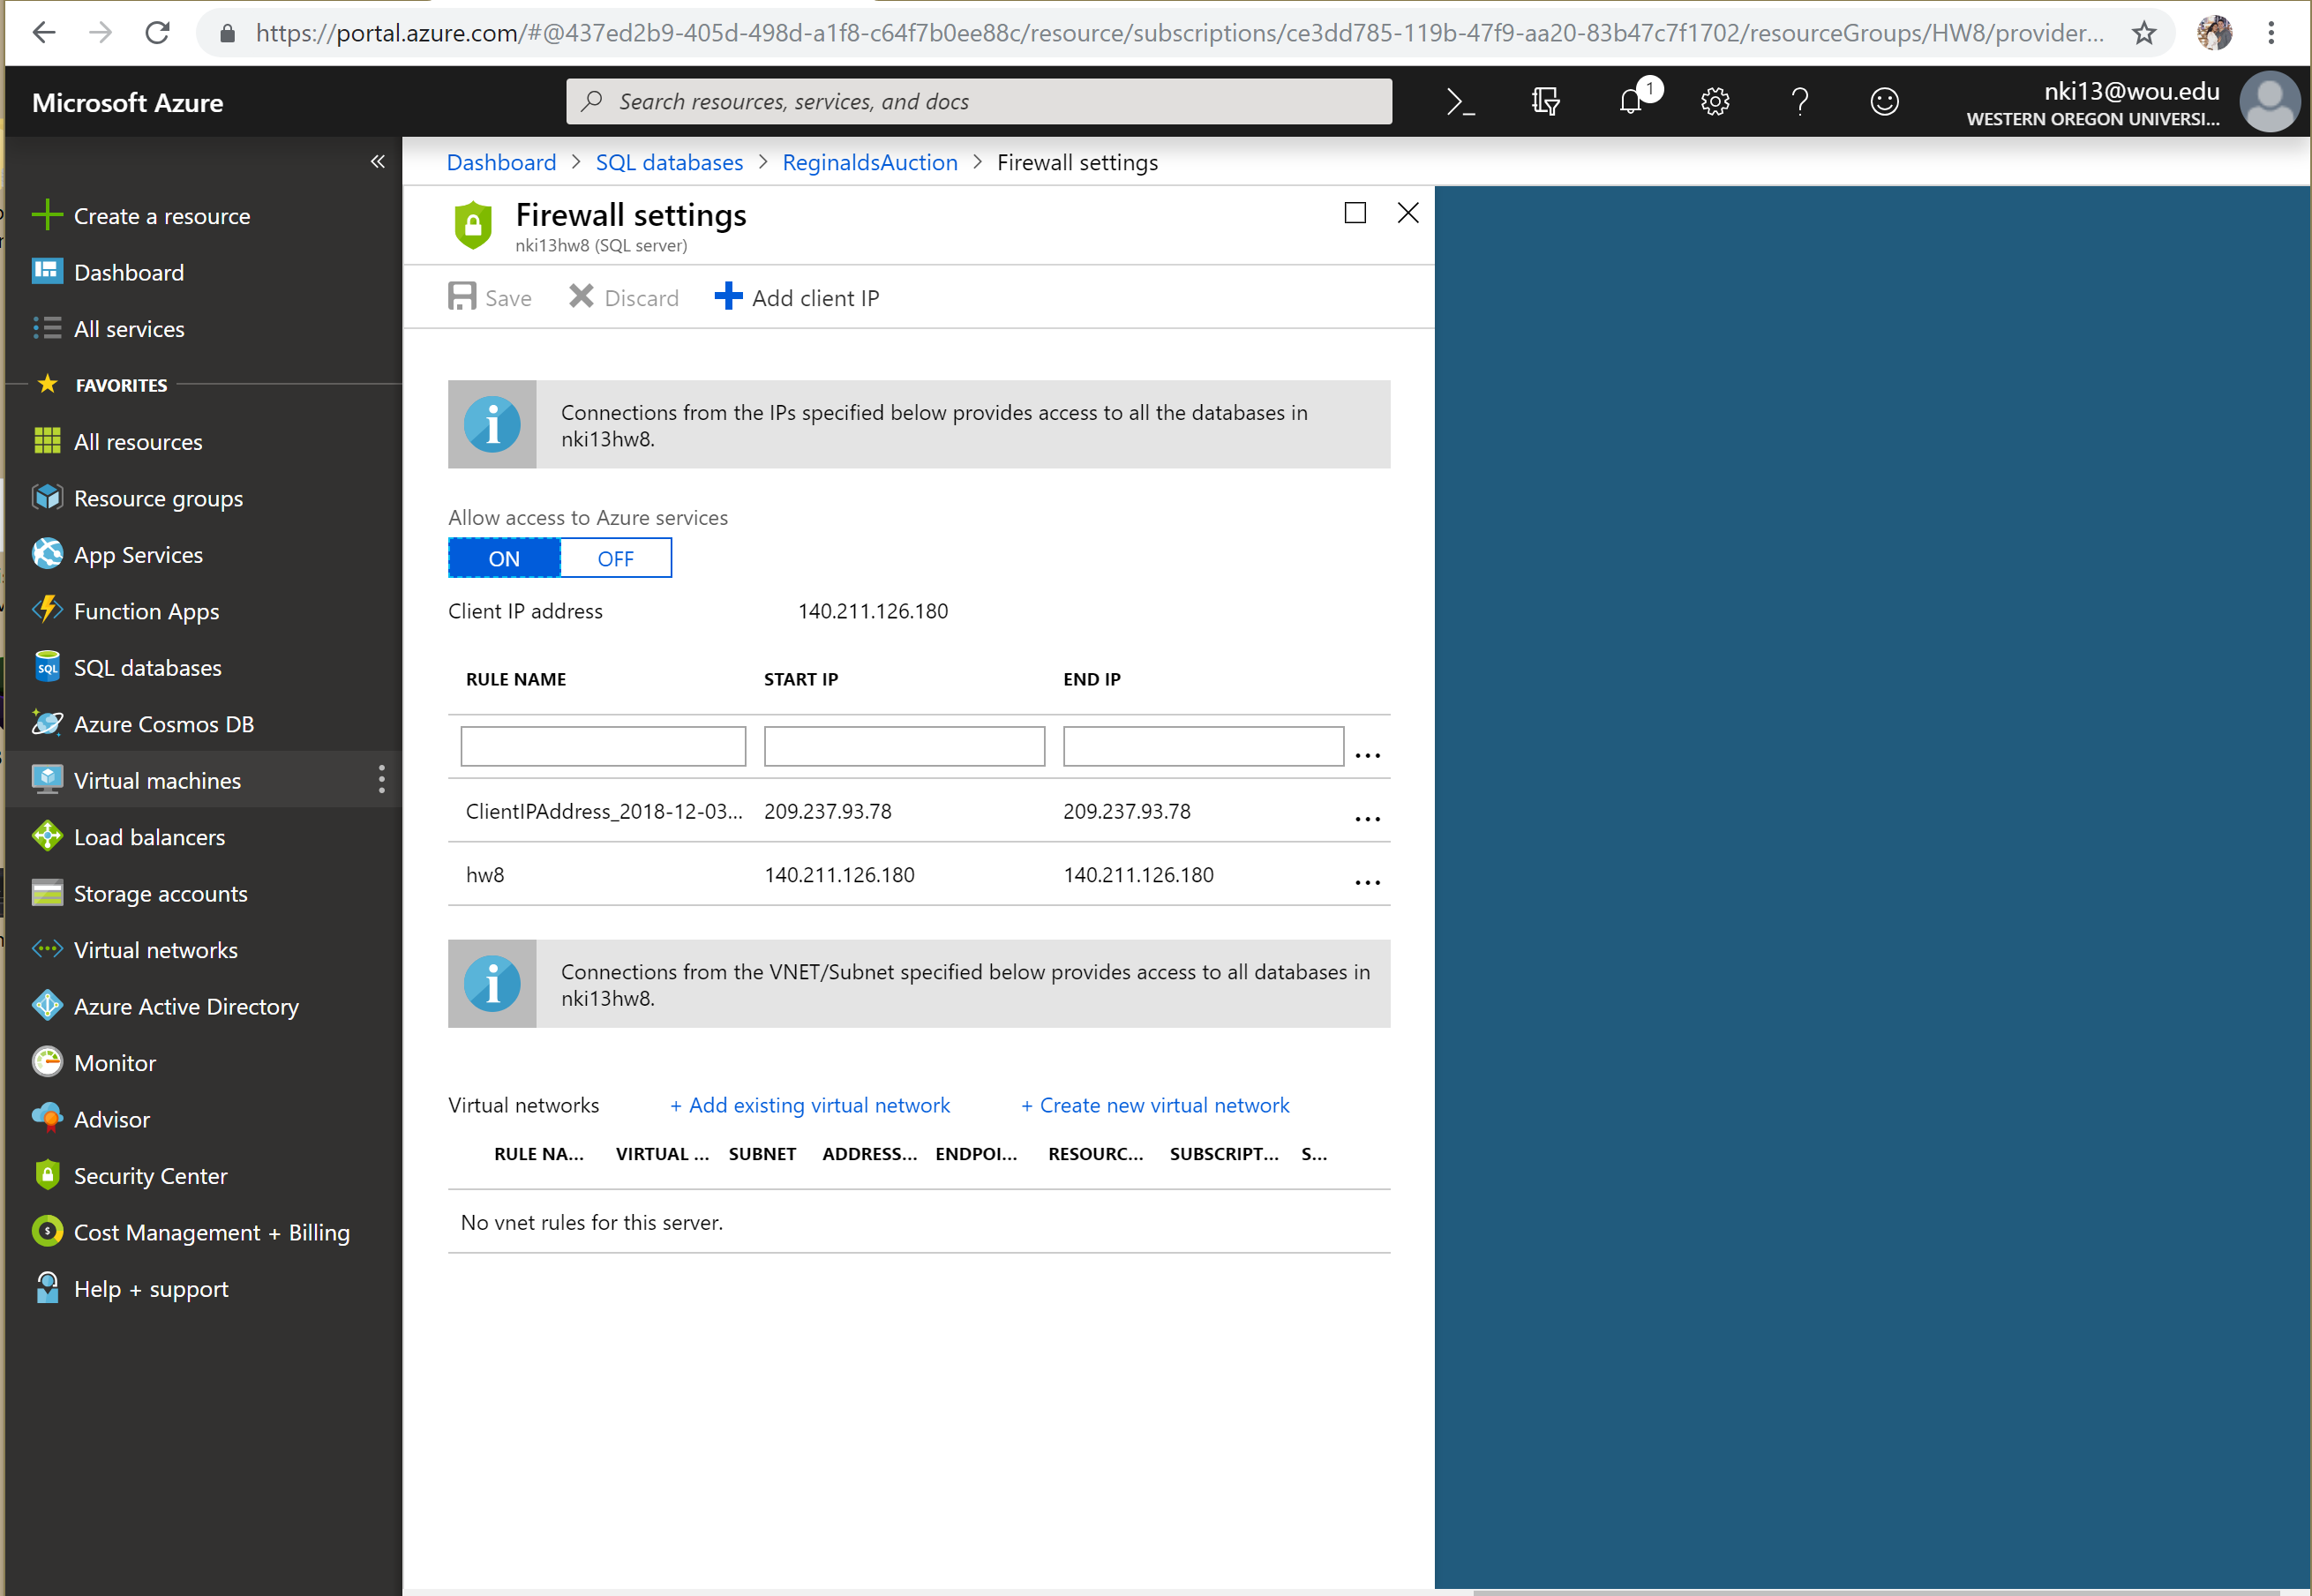 https://portal.azure.com/#@437ed2b9-405d-498d-a1f8-c64f7b0ee88c/resource/subscriptions/ce3dd785-119b-47f9-aa20-83b47c7f1702/resourceGroups/HW8/provider...
Microsoft Azure
Search resources, services, and docs
1
nki13@wou.edu
WESTERN OREGON UNIVERSI...
Dashboard > SQL databases > ReginaldsAuction > Firewall settings
Create a resource
Dashboard
All services
FAVORITES
All resources
Resource groups
App Services
Function Apps
SQL databases
Azure Cosmos DB
Virtual machines
Load balancers
Storage accounts
Virtual networks
Azure Active Directory
Monitor
Advisor
Security Center
Cost Management + Billing
Help + support
Firewall settings
nki13hw8 (SQL server)
Save Discard Add client IP
Connections from the IPs specified below provides access to all the databases in
nki13hw8.
Allow access to Azure services
ON OFF
Client IP address 140.211.126.180
RULE NAME START IP END IP
...
ClientIPAddress_2018-12-03... 209.237.93.78 209.237.93.78 ...
hw8 140.211.126.180 140.211.126.180 ...
Connections from the VNET/Subnet specified below provides access to all databases in
nki13hw8.
Virtual networks + Add existing virtual network + Create new virtual network
RULE NA... VIRTUAL ... SUBNET ADDRESS... ENDPOI... RESOURC... SUBSCRIPT... S...
No vnet rules for this server.